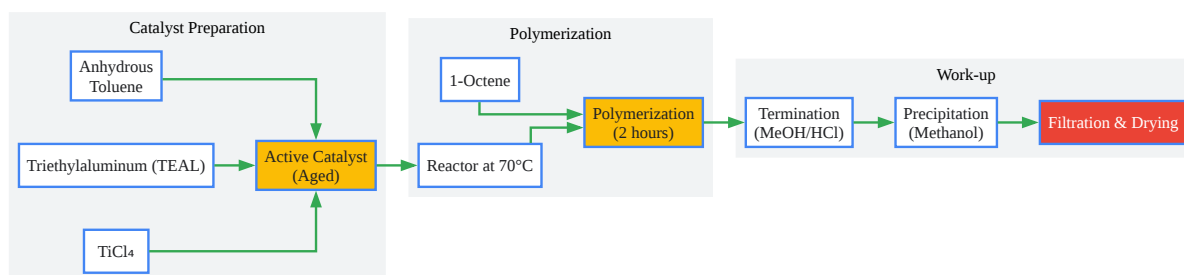 Catalyst Preparation
Anhydrous
Toluene
Triethylaluminum (TEAL)
TiCl₄
Active Catalyst
(Aged)
Polymerization
1-Octene
Reactor at 70°C
Polymerization
(2 hours)
Work-up
Termination
(MeOH/HCl)
Precipitation
(Methanol)
Filtration & Drying